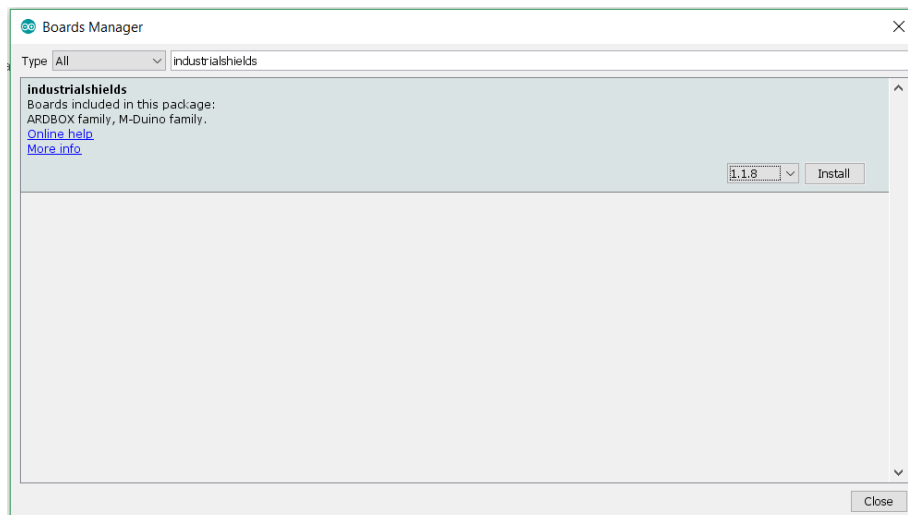 Boards Manager
Type All industrialshields
industrialshields
Boards included in this package:
ARDBOX family, M-Duino family.
Online help
More info
1.1.8 Install
Close